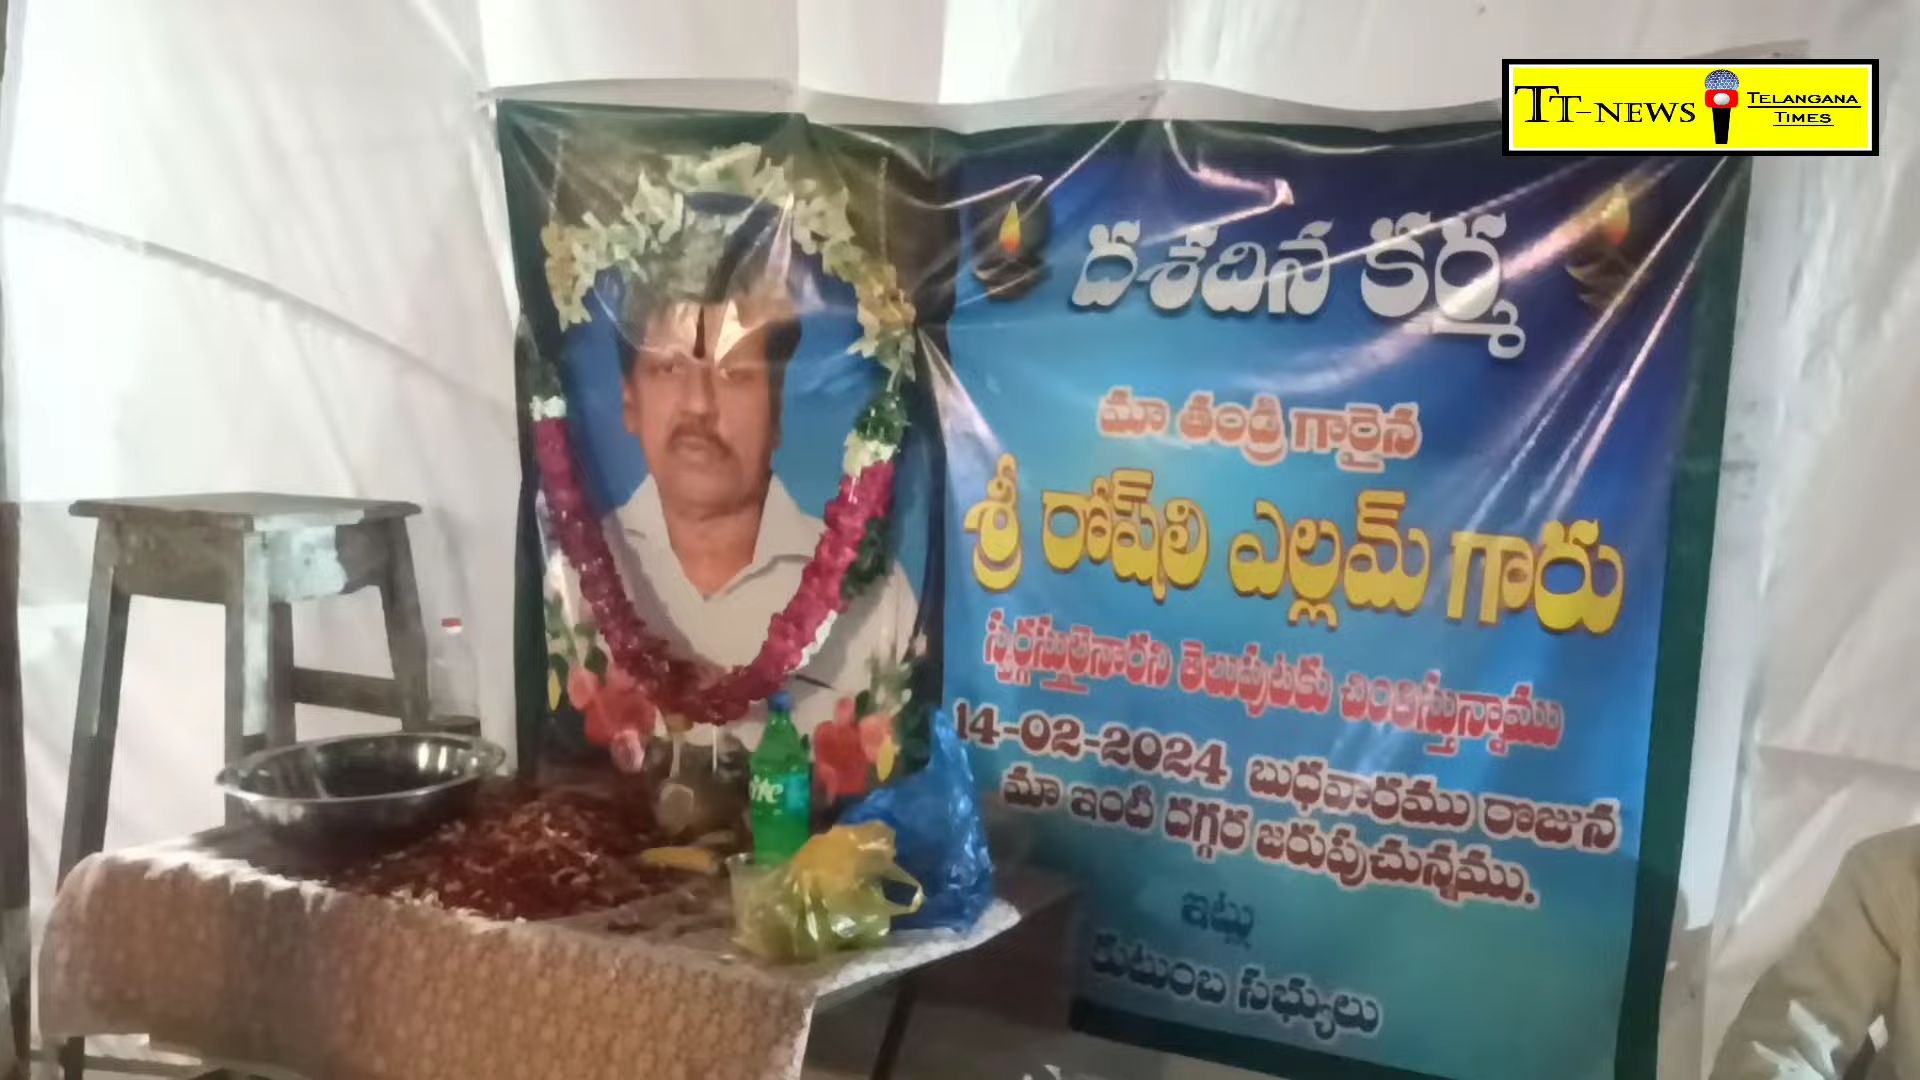 TT-NEWS TELANGANA TIMES
దశదిన కర్మ
మా తండ్రి గారైన
శ్రీ రోష్‌లి ఎల్లమ్ గారు
స్వర్గస్తులైనారని తెలుపుటకు చింతిస్తున్నాము
14-02-2024 బుధవారము రొజున
మా ఇంటి దగ్గర జరుపుచున్నము.
ఇట్లు
కుటుంబ సభ్యులు